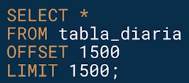 SELECT *
FROM tabla_diaria
OFFSET 1500
LIMIT 1500;